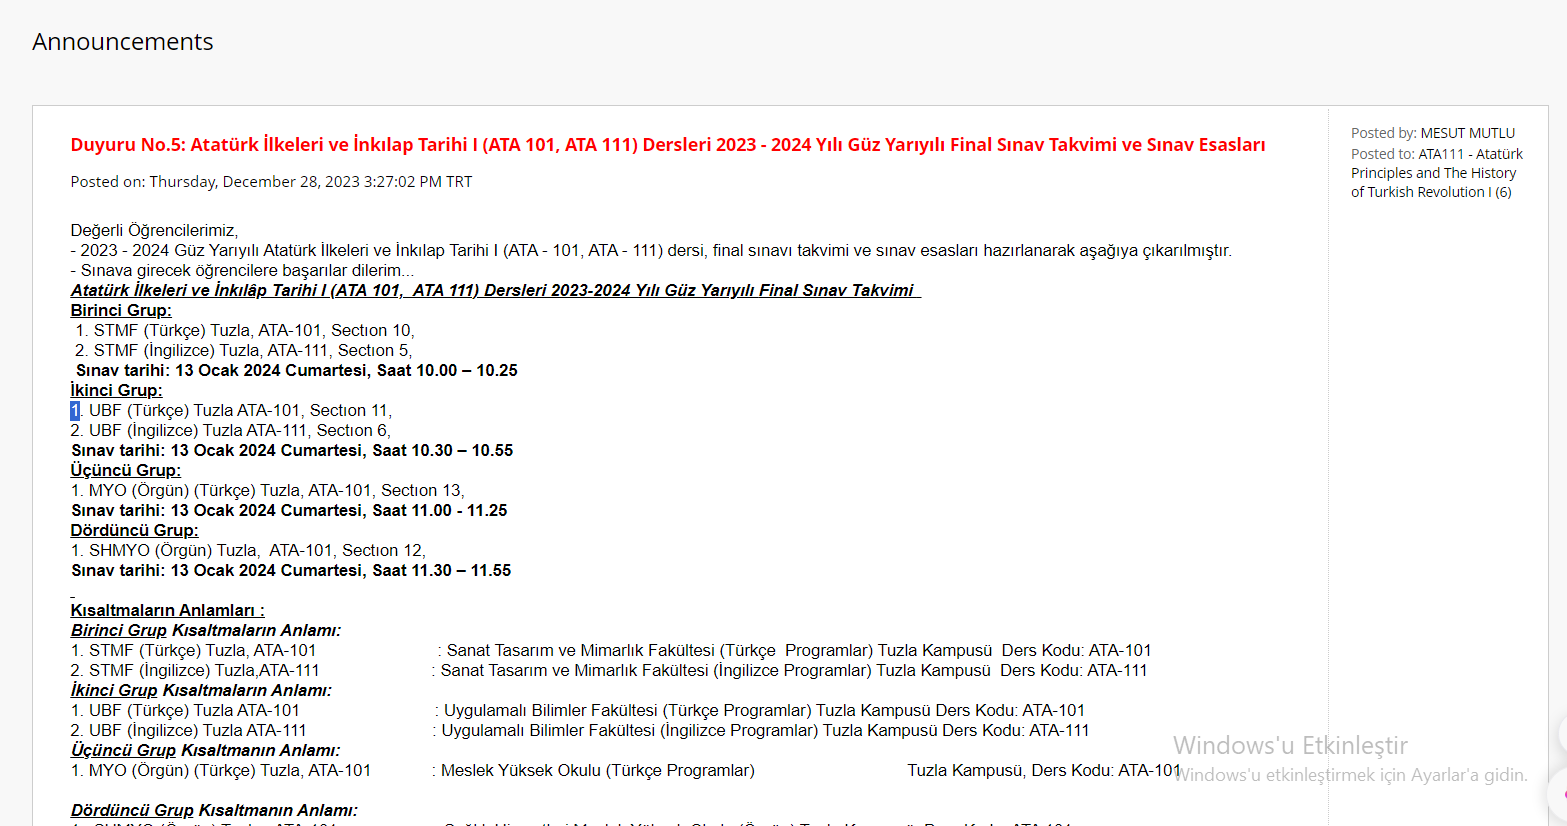 Announcements
Duyuru No.5: Atatürk İlkeleri ve İnkılap Tarihi I (ATA 101, ATA 111) Dersleri 2023 - 2024 Yılı Güz Yarıyılı Final Sınav Takvimi ve Sınav Esasları
Posted on: Thursday, December 28, 2023 3:27:02 PM TRT
Değerli Öğrencilerimiz,
- 2023 - 2024 Güz Yarıyılı Atatürk İlkeleri ve İnkılap Tarihi I (ATA - 101, ATA - 111) dersi, final sınavı takvimi ve sınav esasları hazırlanarak aşağıya çıkarılmıştır.
- Sınava girecek öğrencilere başarılar dilerim...
Atatürk İlkeleri ve İnkılâp Tarihi I (ATA 101, ATA 111) Dersleri 2023-2024 Yılı Güz Yarıyılı Final Sınav Takvimi
Birinci Grup:
1. STMF (Türkçe) Tuzla, ATA-101, Sectıon 10,
2. STMF (İngilizce) Tuzla, ATA-111, Sectıon 5,
Sınav tarihi: 13 Ocak 2024 Cumartesi, Saat 10.00 – 10.25
İkinci Grup:
1. UBF (Türkçe) Tuzla ATA-101, Sectıon 11,
2. UBF (İngilizce) Tuzla ATA-111, Sectıon 6,
Sınav tarihi: 13 Ocak 2024 Cumartesi, Saat 10.30 – 10.55
Üçüncü Grup:
1. MYO (Örgün) (Türkçe) Tuzla, ATA-101, Sectıon 13,
Sınav tarihi: 13 Ocak 2024 Cumartesi, Saat 11.00 - 11.25
Dördüncü Grup:
1. SHMYO (Örgün) Tuzla, ATA-101, Sectıon 12,
Sınav tarihi: 13 Ocak 2024 Cumartesi, Saat 11.30 – 11.55
Kısaltmaların Anlamları :
Birinci Grup Kısaltmaların Anlamı:
1. STMF (Türkçe) Tuzla, ATA-101 : Sanat Tasarım ve Mimarlık Fakültesi (Türkçe Programlar) Tuzla Kampusü Ders Kodu: ATA-101
2. STMF (İngilizce) Tuzla,ATA-111 : Sanat Tasarım ve Mimarlık Fakültesi (İngilizce Programlar) Tuzla Kampusü Ders Kodu: ATA-111
İkinci Grup Kısaltmaların Anlamı:
1. UBF (Türkçe) Tuzla ATA-101 : Uygulamalı Bilimler Fakültesi (Türkçe Programlar) Tuzla Kampusü Ders Kodu: ATA-101
2. UBF (İngilizce) Tuzla ATA-111 : Uygulamalı Bilimler Fakültesi (İngilizce Programlar) Tuzla Kampusü Ders Kodu: ATA-111
Üçüncü Grup Kısaltmanın Anlamı:
1. MYO (Örgün) (Türkçe) Tuzla, ATA-101 : Meslek Yüksek Okulu (Türkçe Programlar) Tuzla Kampusü, Ders Kodu: ATA-101
Dördüncü Grup Kısaltmanın Anlamı:
Posted by: MESUT MUTLU
Posted to: ATA111 - Atatürk
Principles and The History
of Turkish Revolution I (6)
Windows'u Etkinleştir
Windows'u etkinleştirmek için Ayarlar'a gidin.